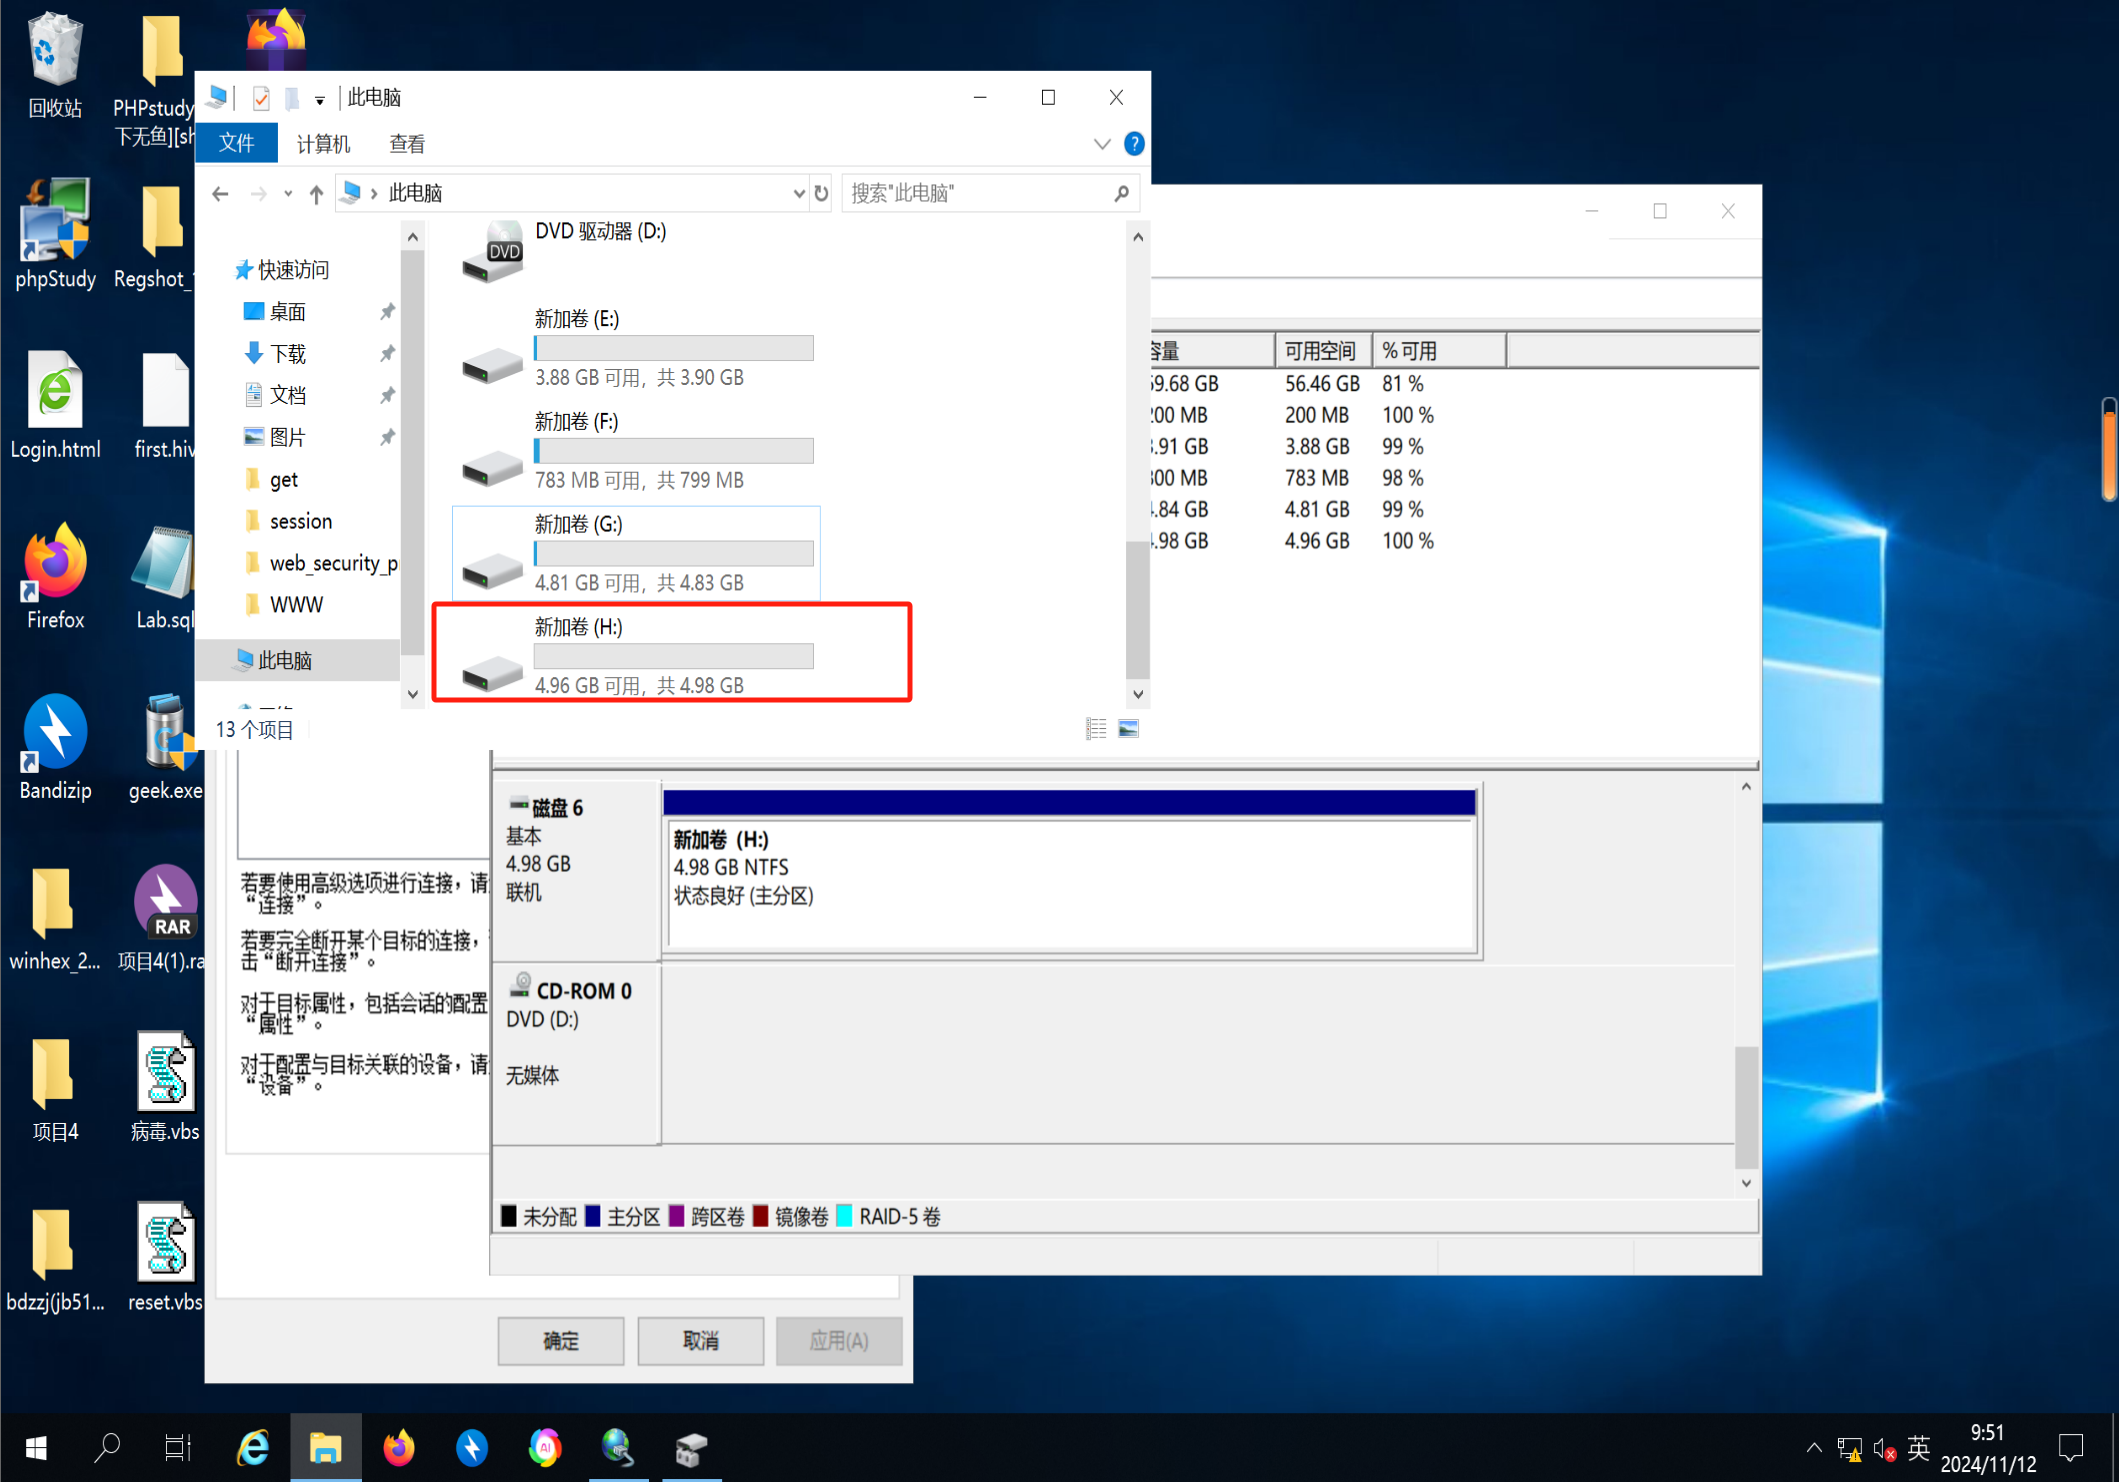 回收站
PHPstudy
下无鱼][sh
phpStudy
Regshot_
Login.html
first.hiv
Firefox
Lab.sql
Bandizip
geek.exe
winhex_2...
RAR
项目4(1).ra
项目4
病毒.vbs
bdzzj(jb51...
reset.vbs
此电脑
文件
计算机
查看
此电脑
搜索"此电脑"
快速访问
桌面
下载
文档
图片
get
session
web_security_p
WWW
此电脑
DVD
DVD 驱动器 (D:)
新加卷 (E:)
3.88 GB 可用，共 3.90 GB
新加卷 (F:)
783 MB 可用，共 799 MB
新加卷 (G:)
4.81 GB 可用，共 4.83 GB
新加卷 (H:)
4.96 GB 可用，共 4.98 GB
13 个项目
容量 可用空间 % 可用
69.68 GB 56.46 GB 81 %
200 MB 200 MB 100 %
3.91 GB 3.88 GB 99 %
800 MB 783 MB 98 %
4.84 GB 4.81 GB 99 %
4.98 GB 4.96 GB 100 %
磁盘 6
基本
4.98 GB
联机
新加卷 (H:)
4.98 GB NTFS
状态良好 (主分区)
CD-ROM 0
DVD (D:)
无媒体
未分配 主分区 跨区卷 镜像卷 RAID-5 卷
若要使用高级选项进行连接，请
“连接”。
若要完全断开某个目标的连接，
击“断开连接”。
对于目标属性，包括会话的配置
“属性”。
对于配置与目标关联的设备，请
“设备”。
确定 取消 应用(A)
AI
英
9:51
2024/11/12